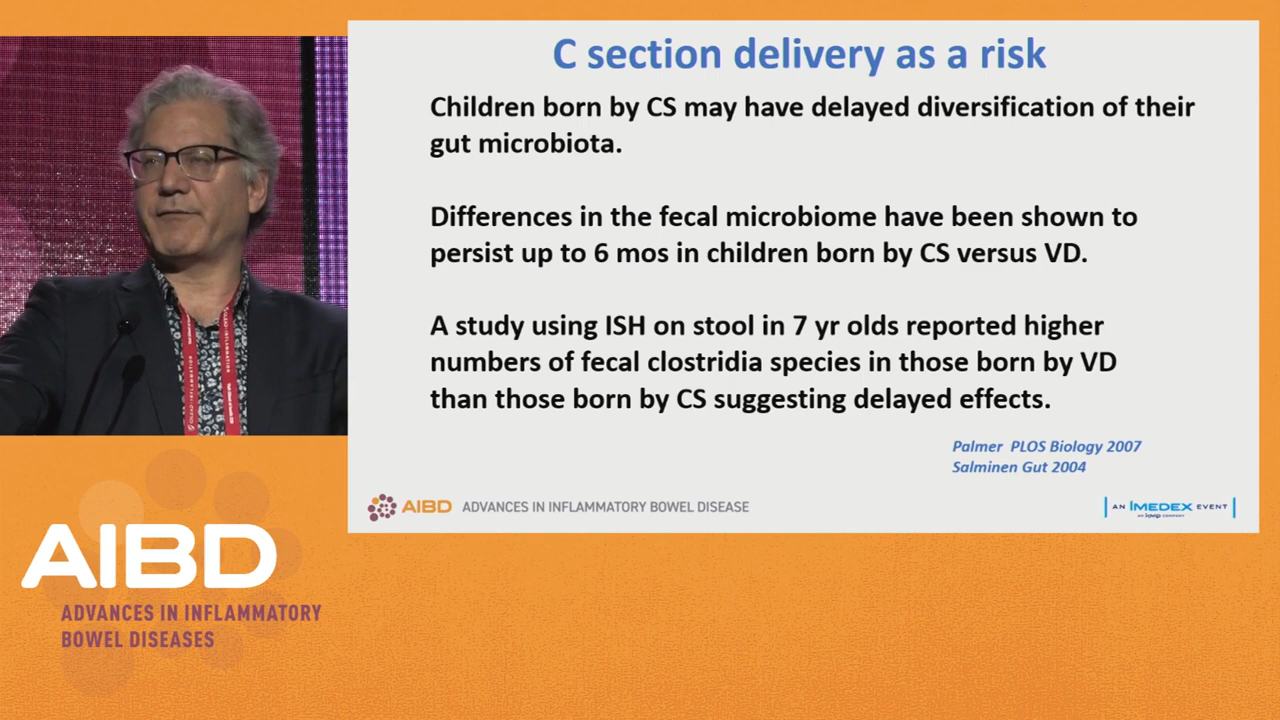 C section delivery as a risk
Children born by CS may have delayed diversification of their
gut microbiota.
Differences in the fecal microbiome have been shown to
persist up to 6 mos in children born by CS versus VD.
A study using ISH on stool in 7 yr olds reported higher
numbers of fecal clostridia species in those born by VD
than those born by CS suggesting delayed effects.
Palmer PLOS Biology 2007
Salminen Gut 2004
AIBD ADVANCES IN INFLAMMATORY BOWEL DISEASE
AN IMEDEX EVENT
AIBD
ADVANCES IN INFLAMMATORY
BOWEL DISEASES